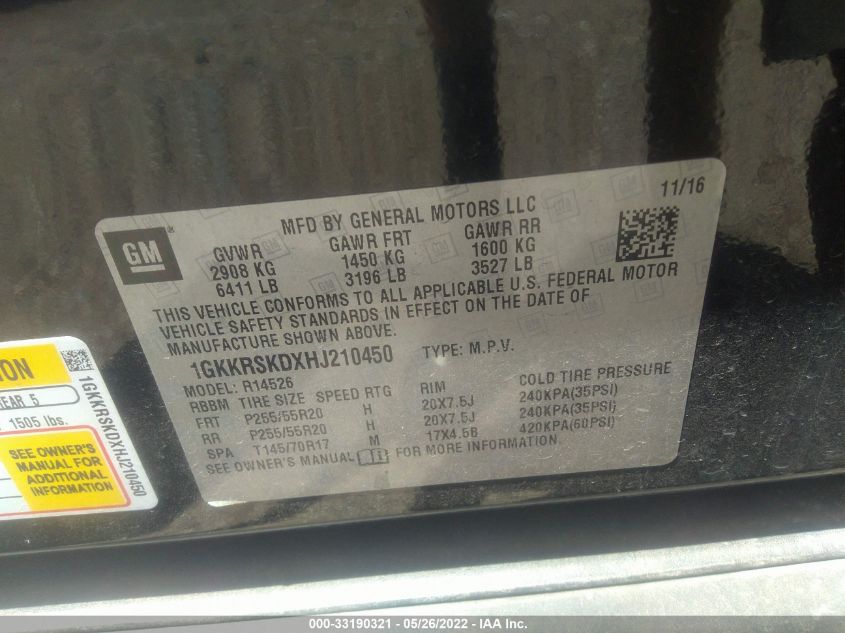 11/16
MFD BY GENERAL MOTORS LLC
GM
GVWR GAWR FRT GAWR RR
2908 KG 1450 KG 1600 KG
6411 LB 3196 LB 3527 LB
THIS VEHICLE CONFORMS TO ALL APPLICABLE U.S. FEDERAL MOTOR
VEHICLE SAFETY STANDARDS IN EFFECT ON THE DATE OF
MANUFACTURE SHOWN ABOVE.
1GKKRSKDXHJ210450 TYPE: M.P.V.
MODEL: R14526
RBBM TIRE SIZE SPEED RTG RIM COLD TIRE PRESSURE
FRT P255/55R20 H 20X7.5J 240KPA(35PSI)
RR P255/55R20 H 20X7.5J 240KPA(35PSI)
SPA T145/70R17 M 17X4.5B 420KPA(60PSI)
SEE OWNER'S MANUAL FOR MORE INFORMATION.
ION
EAR 5
1505 lbs.
SEE OWNER'S
MANUAL FOR
ADDITIONAL
INFORMATION
1GKKRSKDXHJ210450
000-33190321 - 05/26/2022 - IAA Inc.